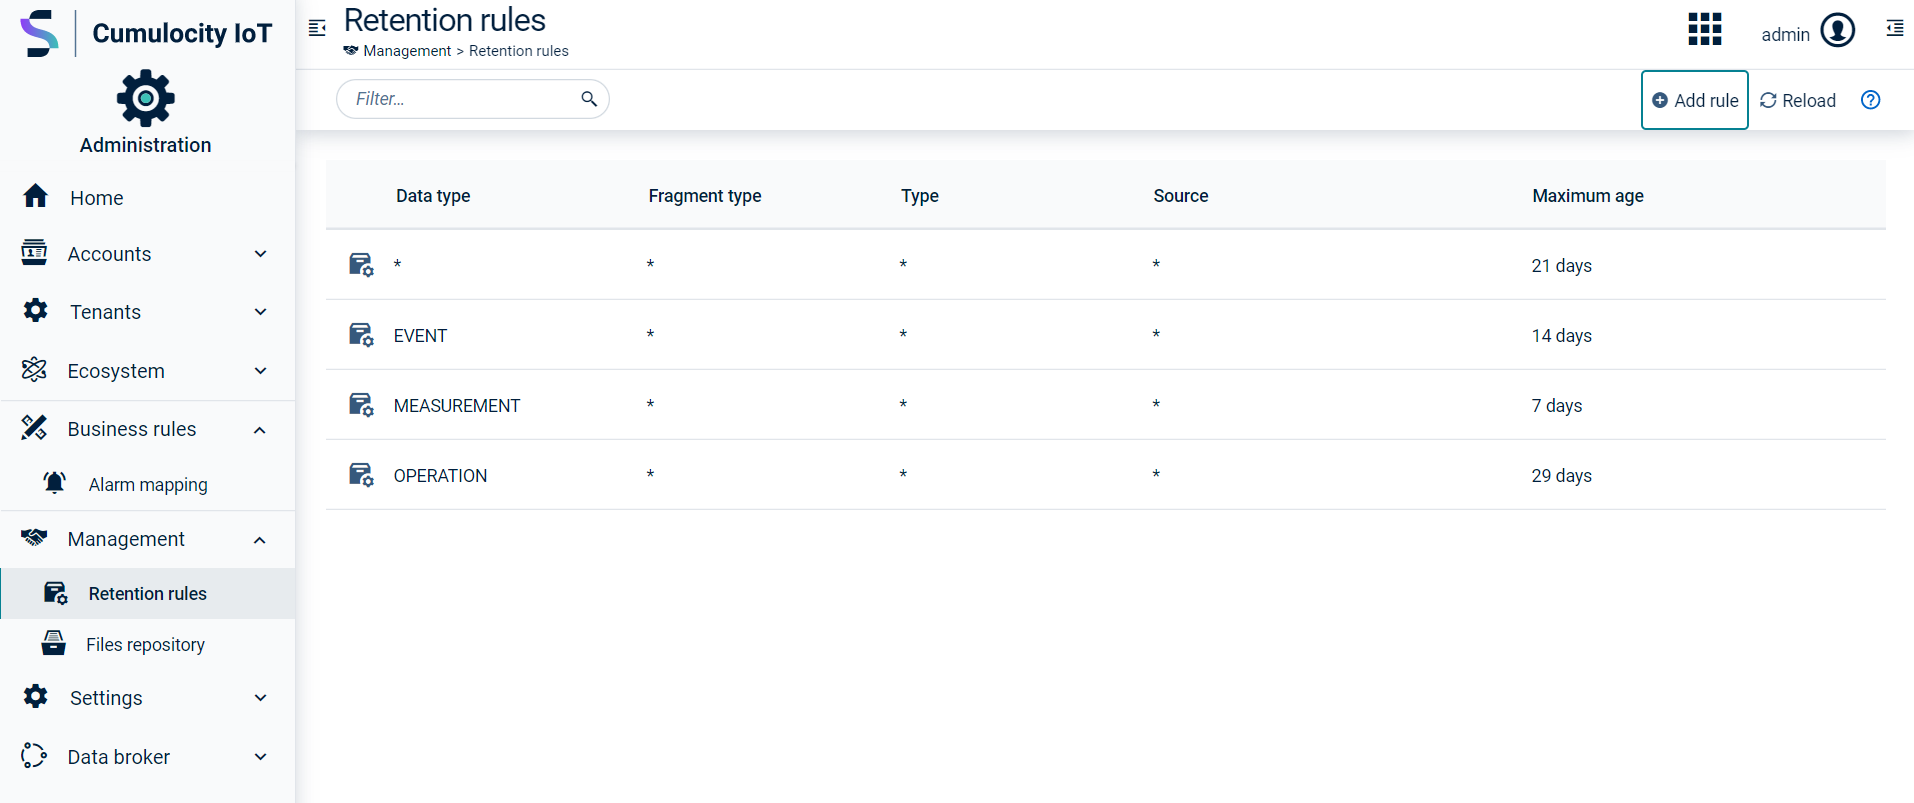 Cumulocity IoT
Administration
Home
Accounts
Tenants
Ecosystem
Business rules
Alarm mapping
Management
Retention rules
Files repository
Settings
Data broker
Retention rules
Management > Retention rules
admin
Filter...
Add rule
Reload
Data type Fragment type Type Source Maximum age
* * * * 21 days
EVENT * * * 14 days
MEASUREMENT * * * 7 days
OPERATION * * * 29 days